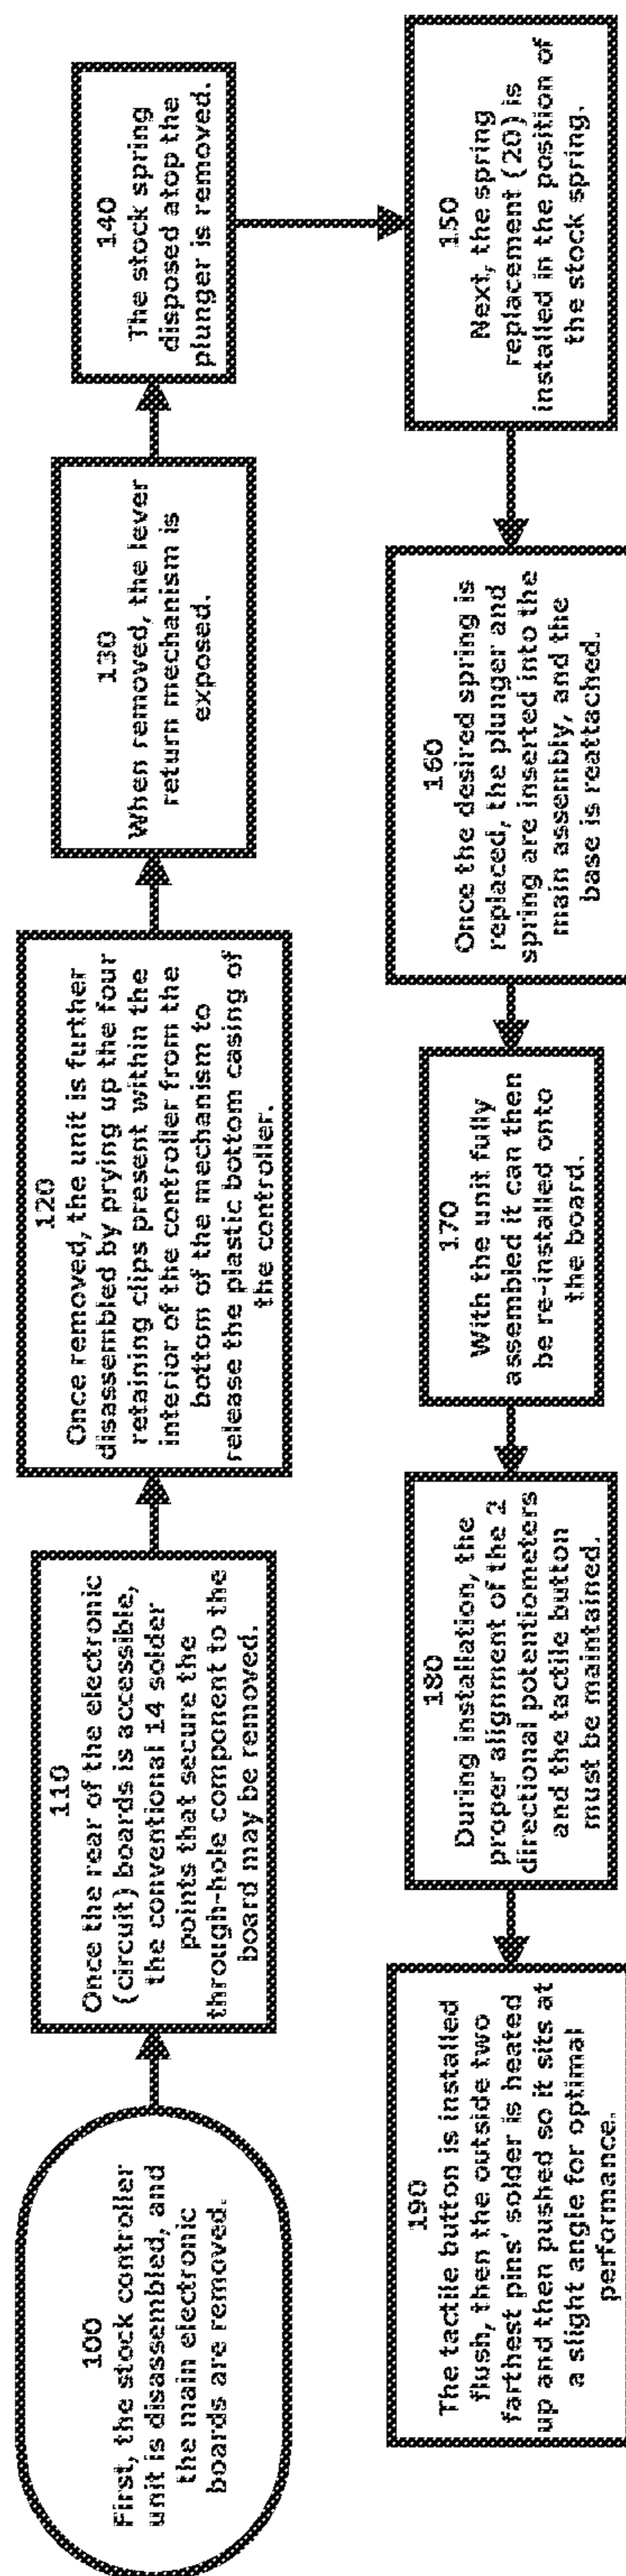 100
First, the stock controller
unit is disassembled, and
the main electronic
boards are removed.
110
Once the rear of the electronic
(circuit) boards is accessible,
the conventional 14 solder
points that secure the
through-hole component to the
board may be removed.
120
Once removed, the unit is further
disassembled by prying up the four
retaining clips present within the
interior of the controller from the
bottom of the mechanism to
release the plastic bottom casing of
the controller.
130
When removed, the lever
return mechanism is
exposed.
140
The stock spring
disposed atop the
plunger is removed.
150
Next, the spring
replacement (20) is
installed in the position of
the stock spring.
160
Once the desired spring is
replaced, the plunger and
spring are inserted into the
main assembly, and the
base is reattached.
170
With the unit fully
assembled it can then
be re-installed onto
the board.
180
During installation, the
proper alignment of the 2
directional potentiometers
and the tactile button
must be maintained.
190
The tactile button is installed
flush, then the outside two
farthest pins' solder is heated
up and then pushed so it sits at
a slight angle for optimal
performance.